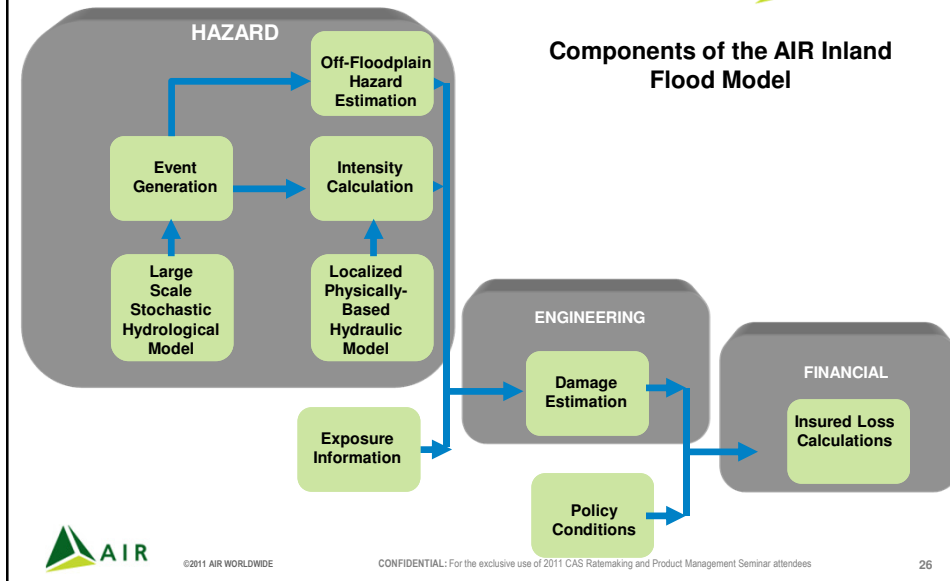 HAZARD
Components of the AIR Inland
Flood Model
Off-Floodplain
Hazard
Estimation
Event
Generation
Intensity
Calculation
Large
Scale
Stochastic
Hydrological
Model
Localized
Physically-
Based
Hydraulic
Model
ENGINEERING
Damage
Estimation
FINANCIAL
Insured Loss
Calculations
Exposure
Information
Policy
Conditions
AIR
©2011 AIR WORLDWIDE
CONFIDENTIAL: For the exclusive use of 2011 CAS Ratemaking and Product Management Seminar attendees
26